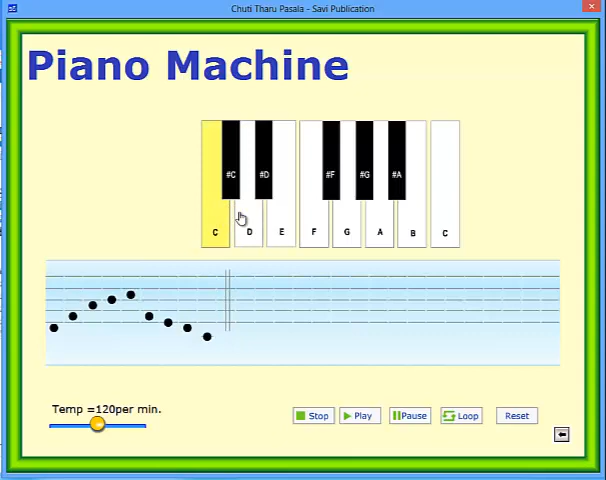 Chuti Tharu Pasala - Savi Publication
Piano Machine
#C #D #F #G #A
C D E F G A B C
Temp =120per min.
Stop Play Pause Loop Reset